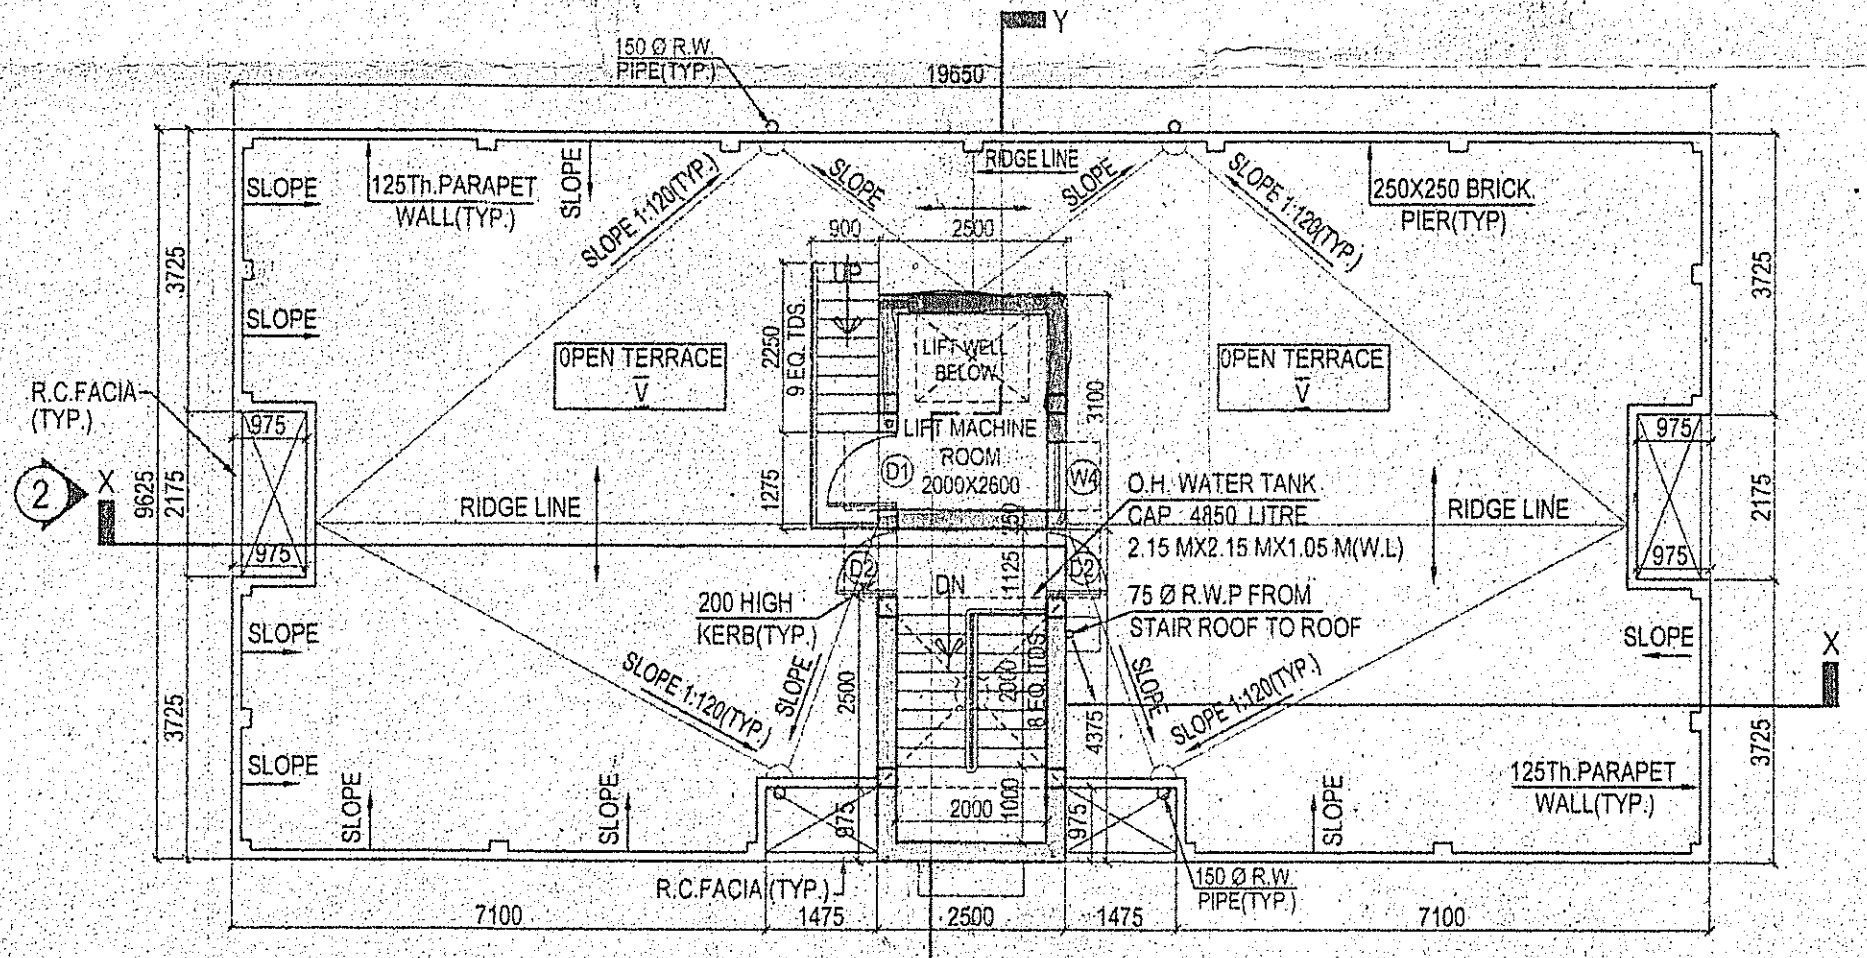 Y
150 Ø R.W.
PIPE(TYP.)
19650
RIDGE LINE
SLOPE
SLOPE
SLOPE
125Th.PARAPET
WALL(TYP.)
SLOPE
SLOPE 1:120(TYP.)
SLOPE 1:120(TYP.)
250X250 BRICK
PIER(TYP)
900
2500
3725
3725
UP
SLOPE
2250
9 EQ. TDS.
LIFT WELL
BELOW
OPEN TERRACE
V
OPEN TERRACE
V
3100
R.C.FACIA
(TYP.)
975
975
LIFT MACHINE
ROOM
2000X2600
D1
W4
2
X
9625
2175
1275
RIDGE LINE
O.H. WATER TANK
CAP : 4850 LITRE
2.15 MX2.15 MX1.05 M(W.L)
RIDGE LINE
2175
250
975
975
1125
D2
D2
DN
200 HIGH
KERB(TYP.)
75 Ø R.W.P FROM
STAIR ROOF TO ROOF
SLOPE
SLOPE
X
SLOPE 1:120(TYP.)
SLOPE
2500
2000
8 EQ. TDS.
4375
SLOPE
SLOPE 1:120(TYP.)
3725
3725
SLOPE
125Th.PARAPET
WALL(TYP.)
SLOPE
SLOPE
975
2000
1000
975
SLOPE
R.C.FACIA (TYP.)
150 Ø R.W.
PIPE(TYP.)
7100
1475
2500
1475
7100